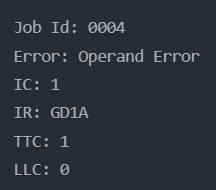 Job Id: 0004
Error: Operand Error
IC: 1
IR: GD1A
TTC: 1
LLC: 0